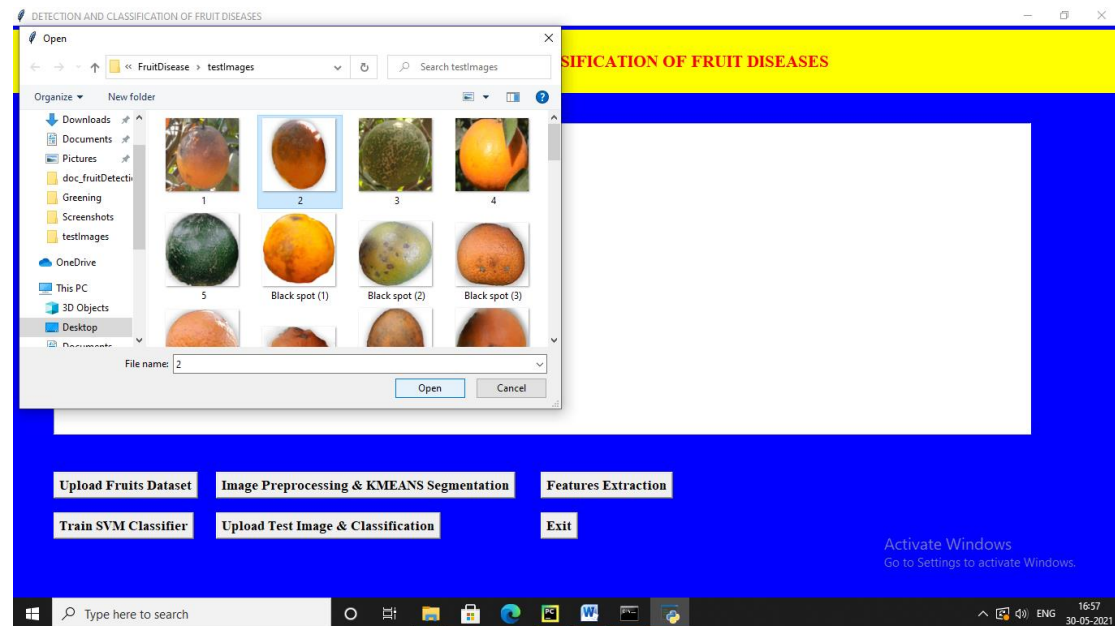 DETECTION AND CLASSIFICATION OF FRUIT DISEASES
Open
SIFICATION OF FRUIT DISEASES
« FruitDisease › testImages
Search testImages
Organize
New folder
Downloads
Documents
Pictures
doc_fruitDetecti
Greening
Screenshots
testImages
OneDrive
This PC
3D Objects
Desktop
Documents
1 2 3 4
5 Black spot (1) Black spot (2) Black spot (3)
File name: 2
Open Cancel
Upload Fruits Dataset Image Preprocessing & KMEANS Segmentation Features Extraction
Train SVM Classifier Upload Test Image & Classification Exit
Activate Windows
Go to Settings to activate Windows.
Type here to search
ENG
16:57
30-05-2021